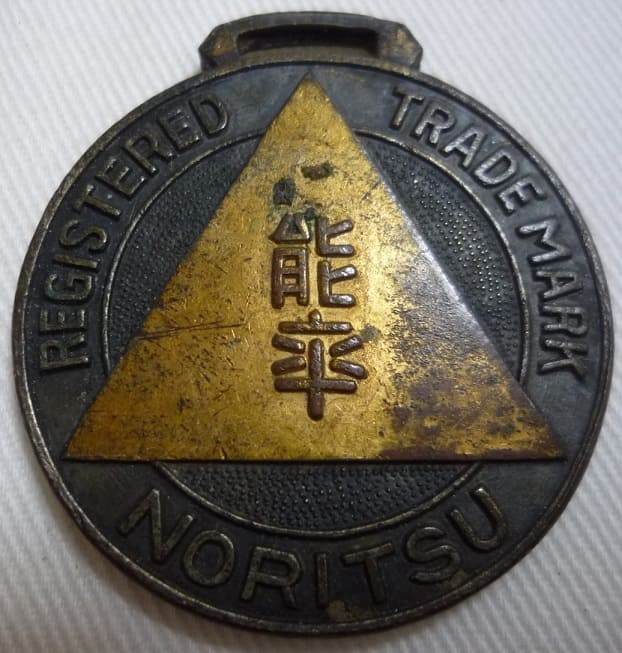 REGISTERED TRADE MARK
能率
NORITSU